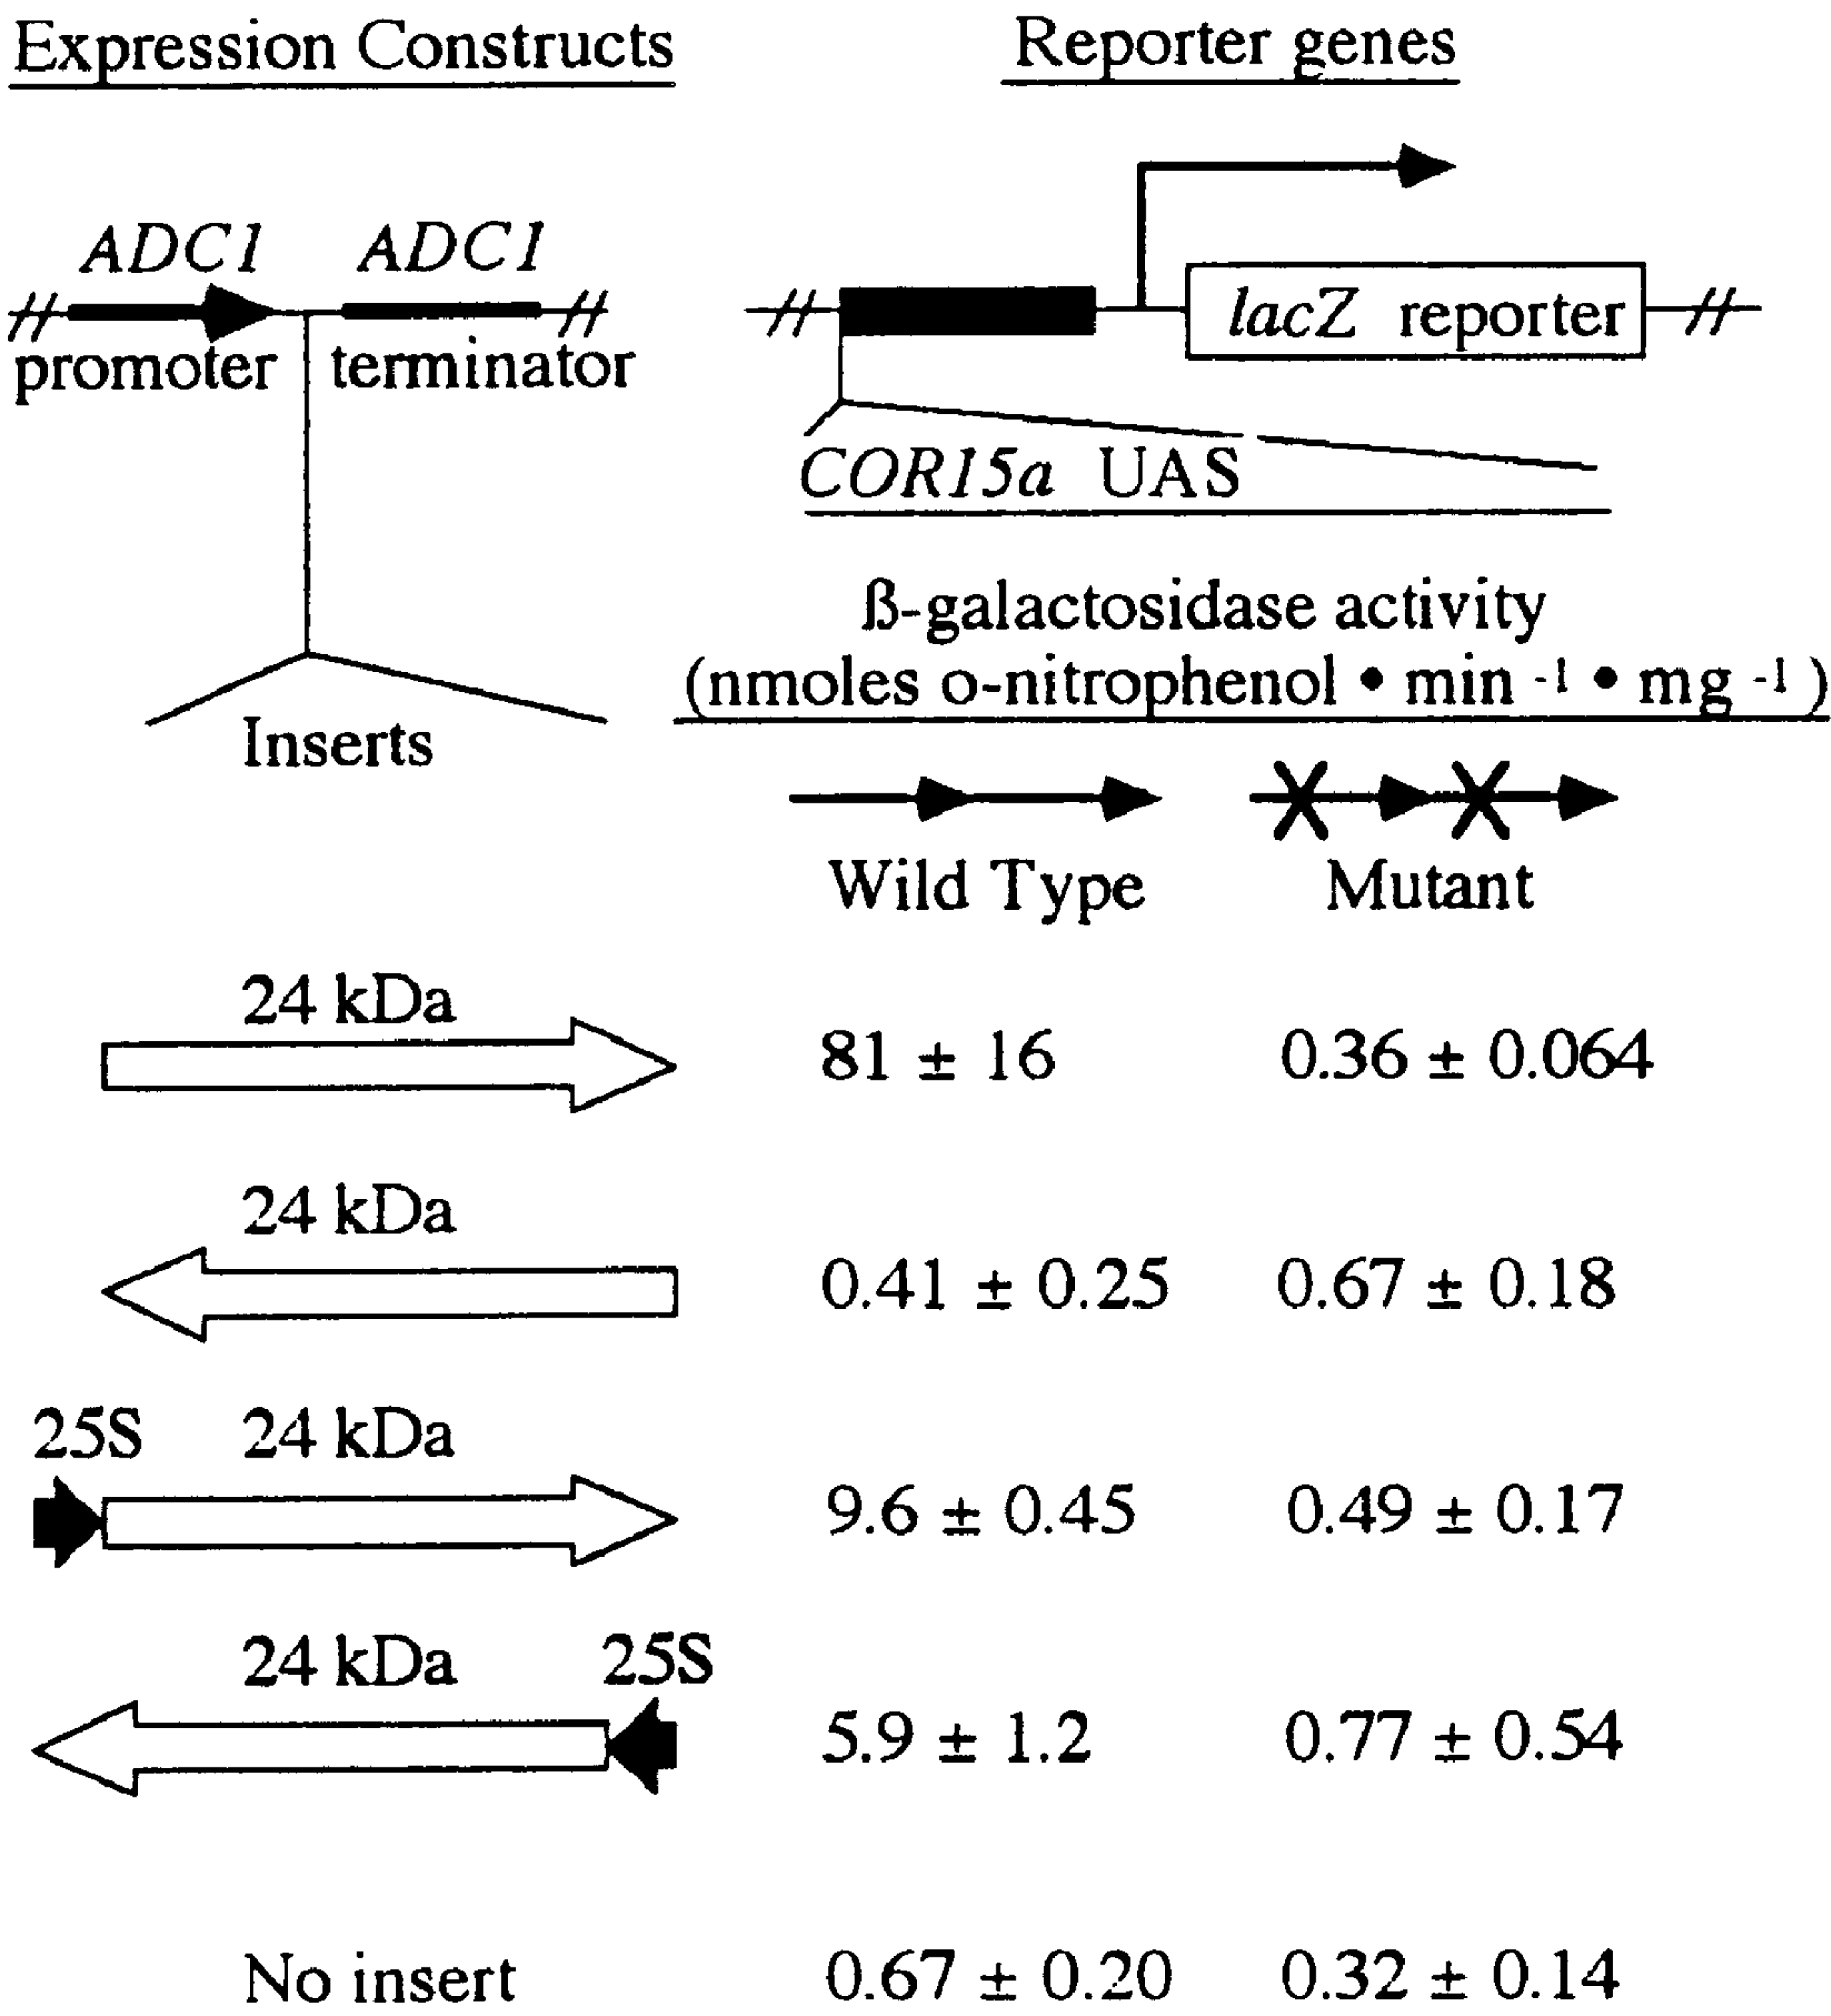 Expression Constructs
Reporter genes
ADC1 ADC1
promoter terminator
lacZ reporter
COR15a UAS
ß-galactosidase activity
(nmoles o-nitrophenol • min -1 • mg -1)
Inserts
Wild Type Mutant
24 kDa
81 ± 16 0.36 ± 0.064
24 kDa
0.41 ± 0.25 0.67 ± 0.18
25S 24 kDa
9.6 ± 0.45 0.49 ± 0.17
24 kDa 25S
5.9 ± 1.2 0.77 ± 0.54
No insert 0.67 ± 0.20 0.32 ± 0.14